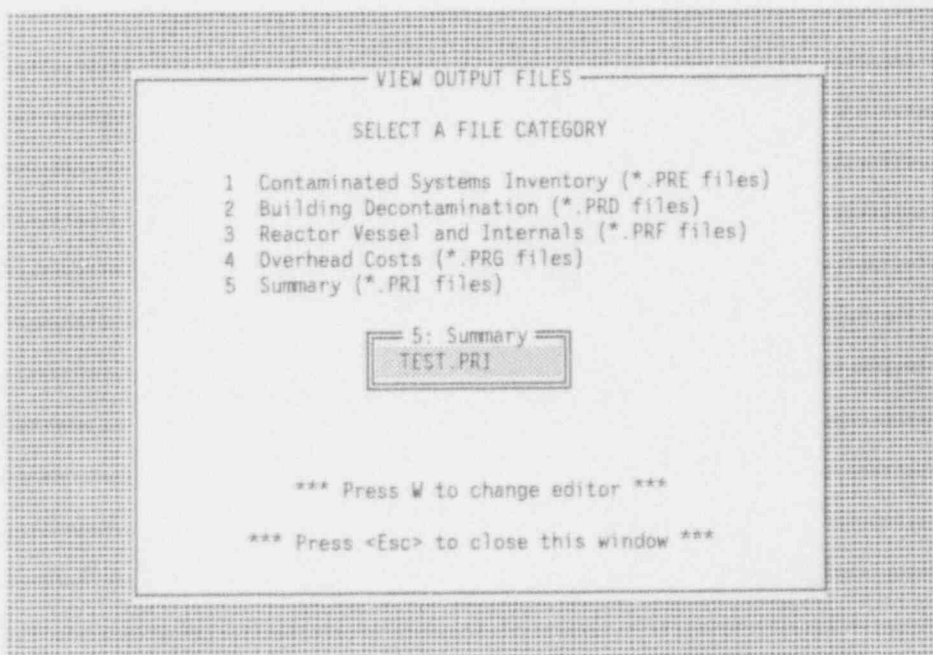 VIEW OUTPUT FILES
SELECT A FILE CATEGORY
1 Contaminated Systems Inventory (*.PRE files)
2 Building Decontamination (*.PRD files)
3 Reactor Vessel and Internals (*.PRF files)
4 Overhead Costs (*.PRG files)
5 Summary (*.PRI files)
5: Summary
TEST.PRI
*** Press W to change editor ***
*** Press <Esc> to close this window ***